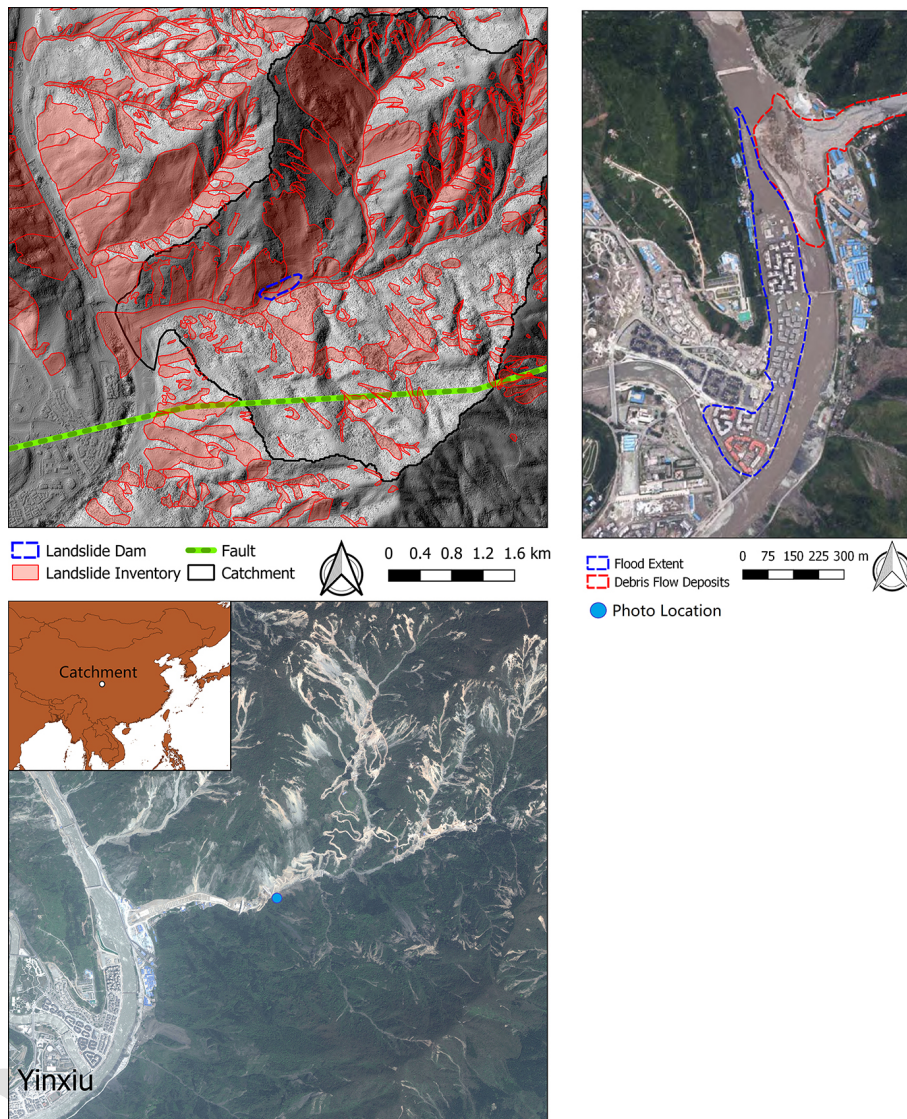 Landslide Dam
Fault
Landslide Inventory
Catchment
0 0.4 0.8 1.2 1.6 km
Flood Extent
Debris Flow Deposits
0 75 150 225 300 m
Photo Location
Catchment
Yinxiu